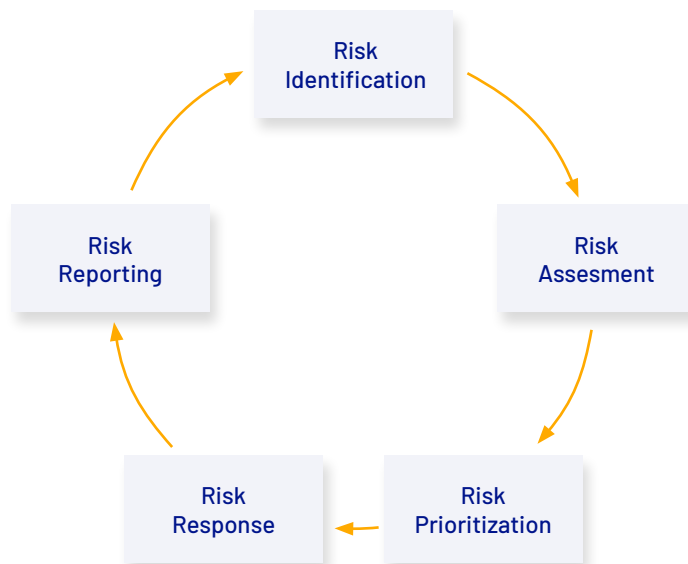 Risk
Identification
Risk
Reporting
Risk
Assesment
Risk
Response
Risk
Prioritization